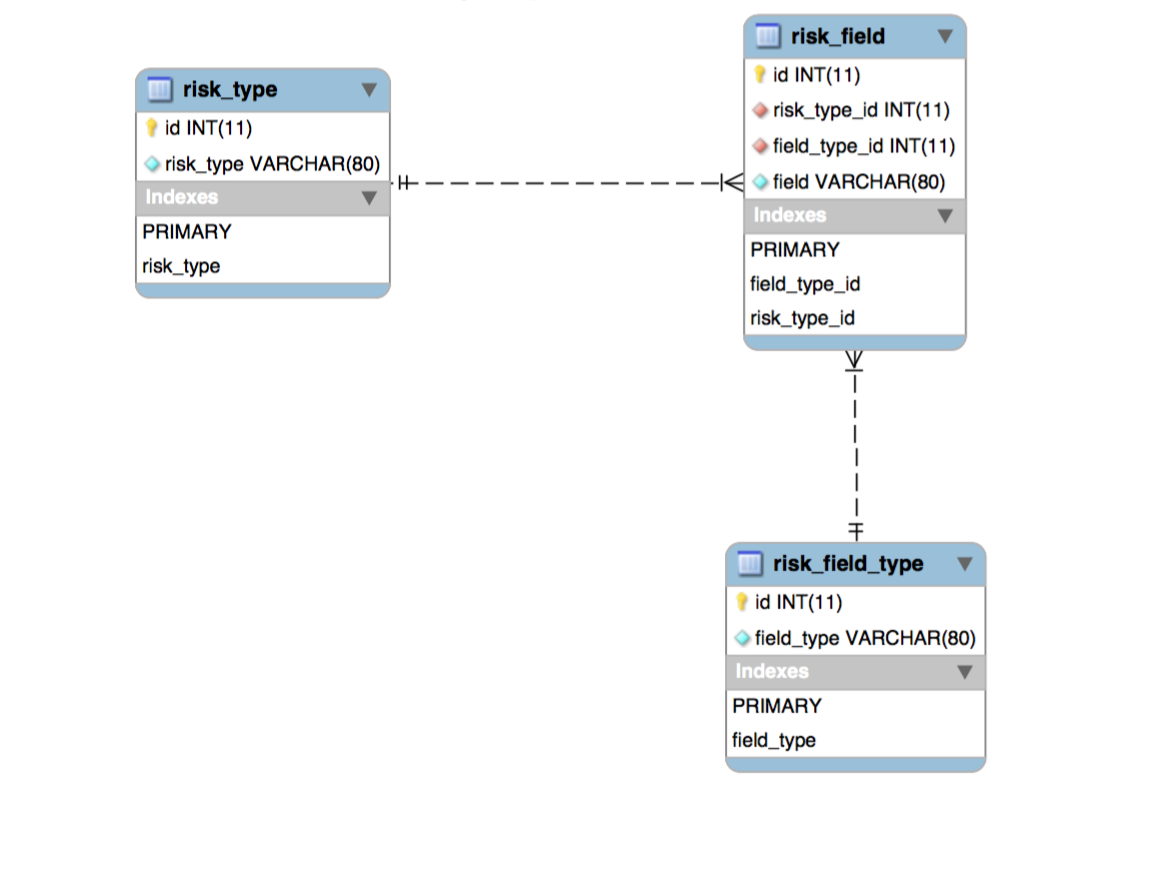 risk_type
id INT(11)
risk_type VARCHAR(80)
Indexes
PRIMARY
risk_type
risk_field
id INT(11)
risk_type_id INT(11)
field_type_id INT(11)
field VARCHAR(80)
Indexes
PRIMARY
field_type_id
risk_type_id
risk_field_type
id INT(11)
field_type VARCHAR(80)
Indexes
PRIMARY
field_type